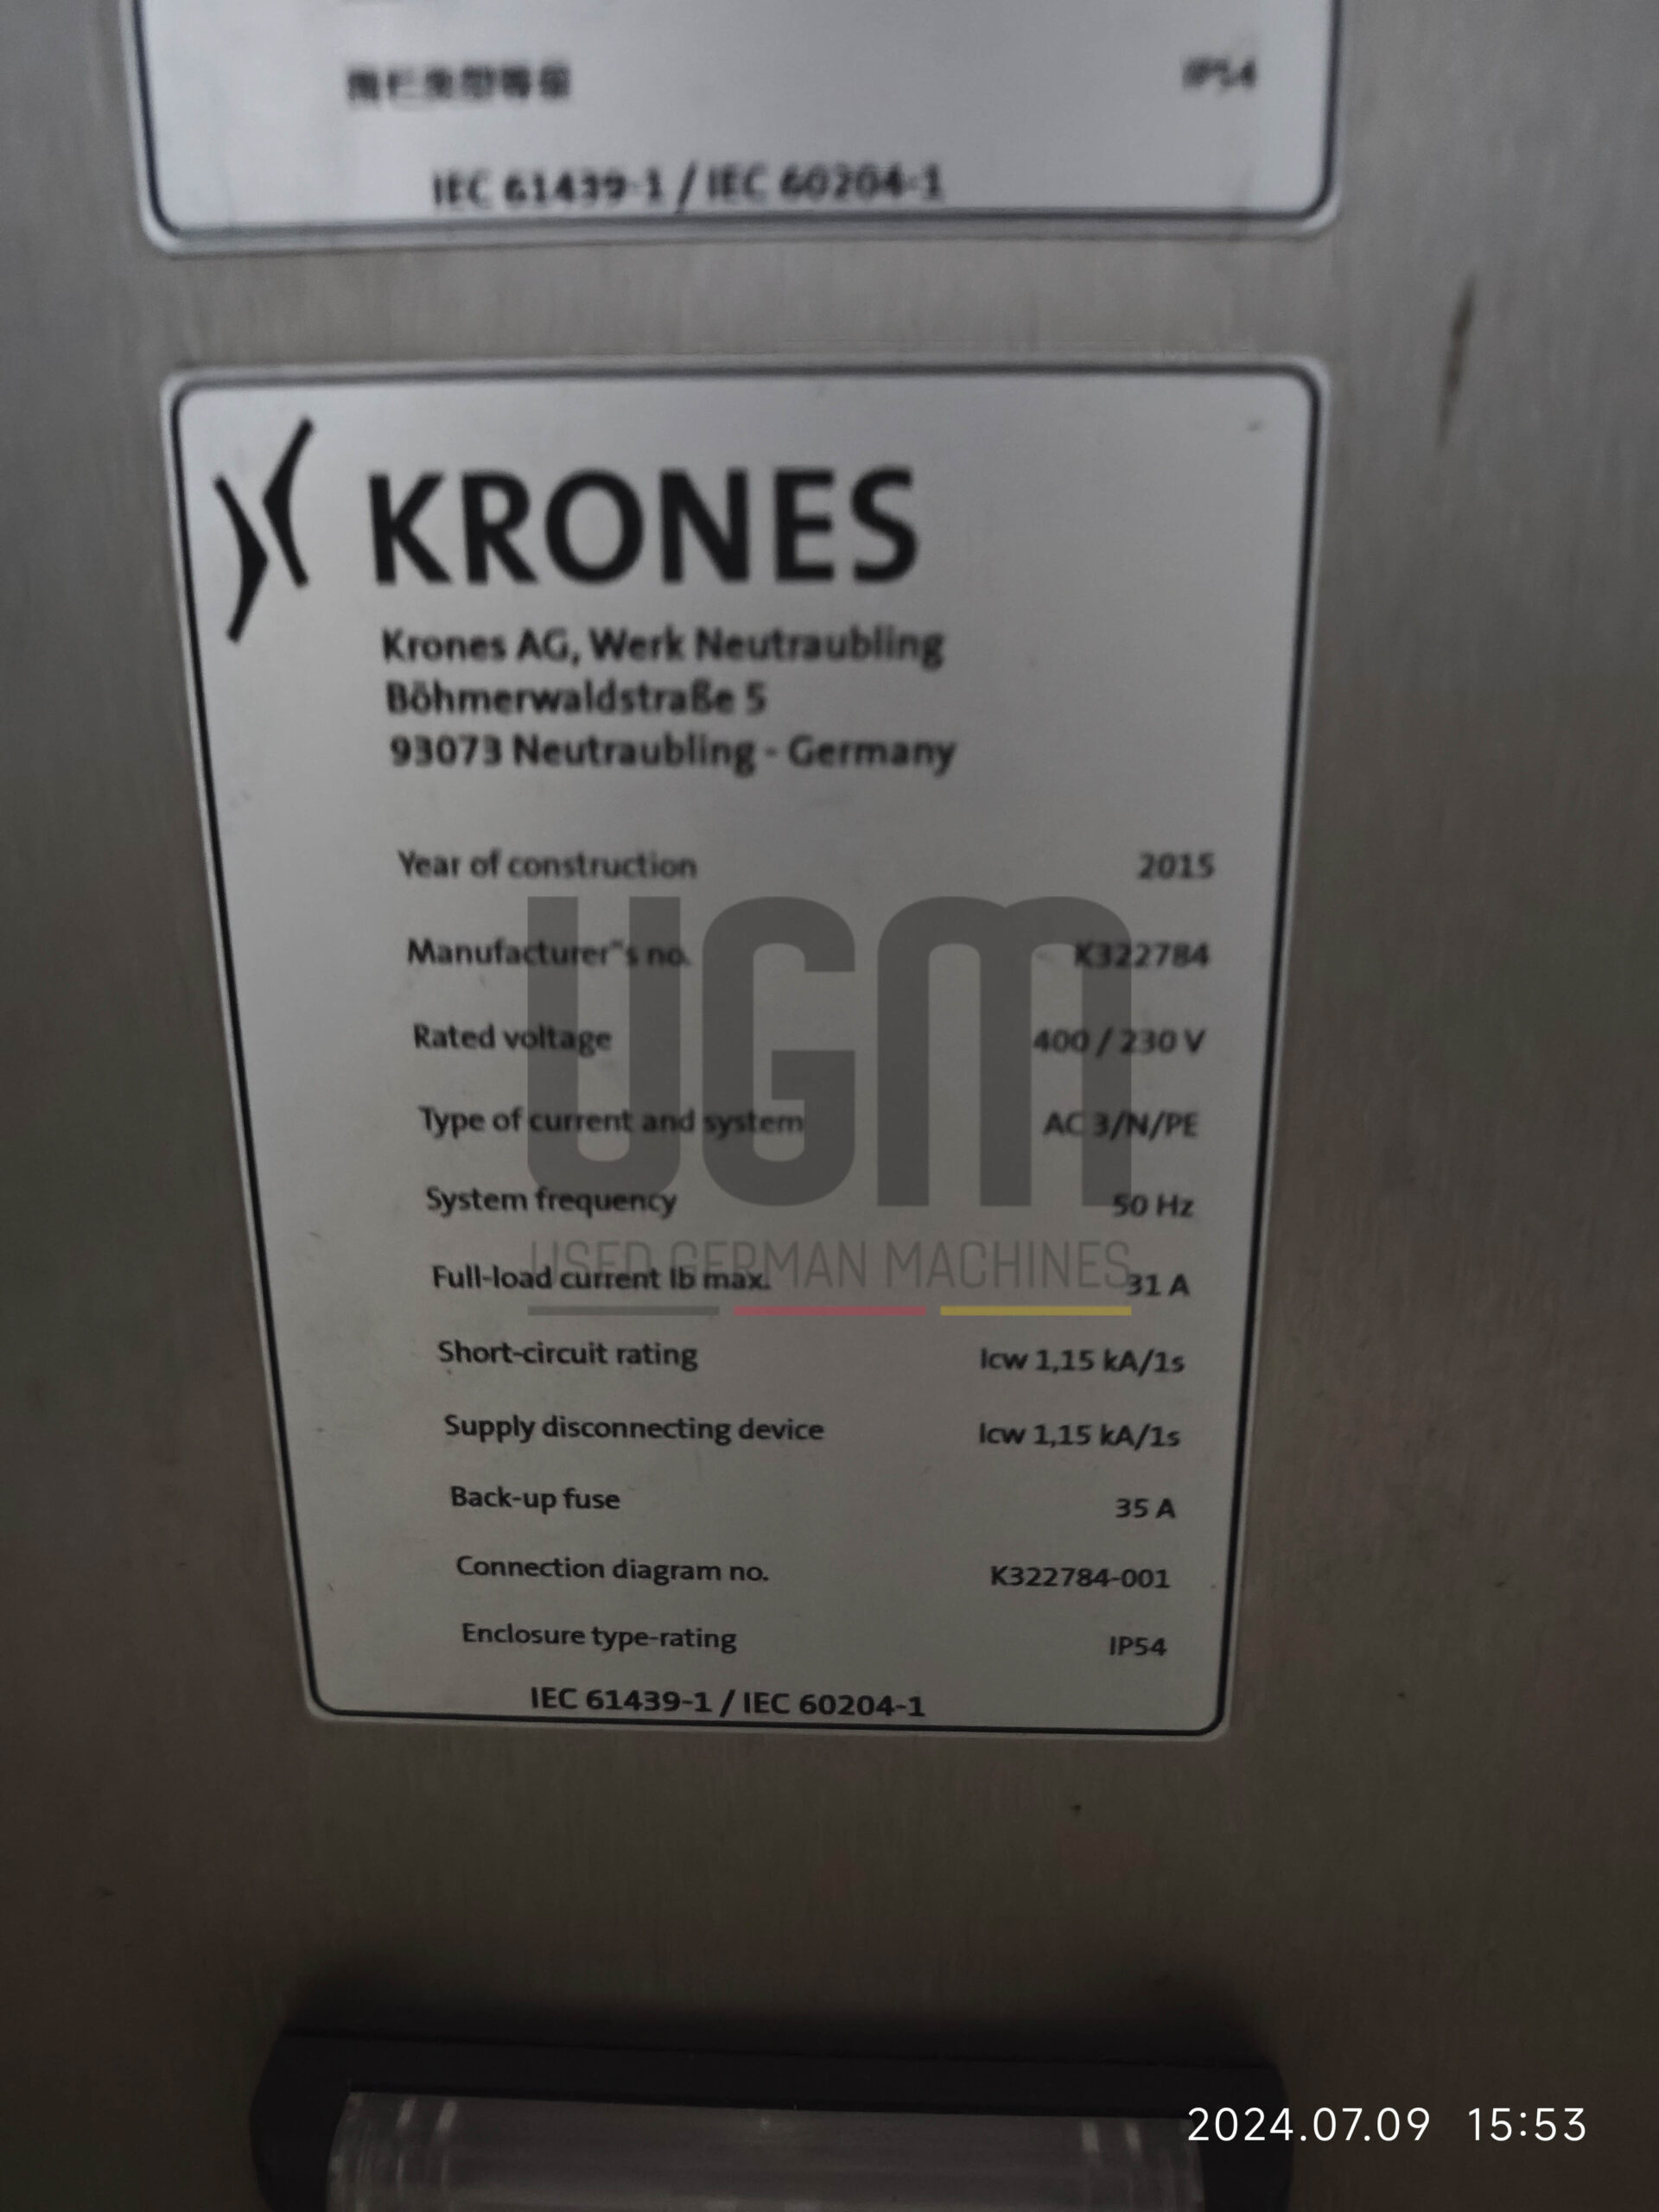 IP54
IEC 61439-1 / IEC 60204-1
KRONES
Krones AG, Werk Neutraubling
Böhmerwaldstraße 5
93073 Neutraubling - Germany
Year of construction 2015
Manufacturer"s no. K322784
Rated voltage 400 / 230 V
Type of current and system AC 3/N/PE
System frequency 50 Hz
Full-load current Ib max. 31 A
Short-circuit rating Icw 1,15 kA/1s
Supply disconnecting device Icw 1,15 kA/1s
Back-up fuse 35 A
Connection diagram no. K322784-001
Enclosure type-rating IP54
IEC 61439-1 / IEC 60204-1
UGM
USED GERMAN MACHINES
2024.07.09 15:53